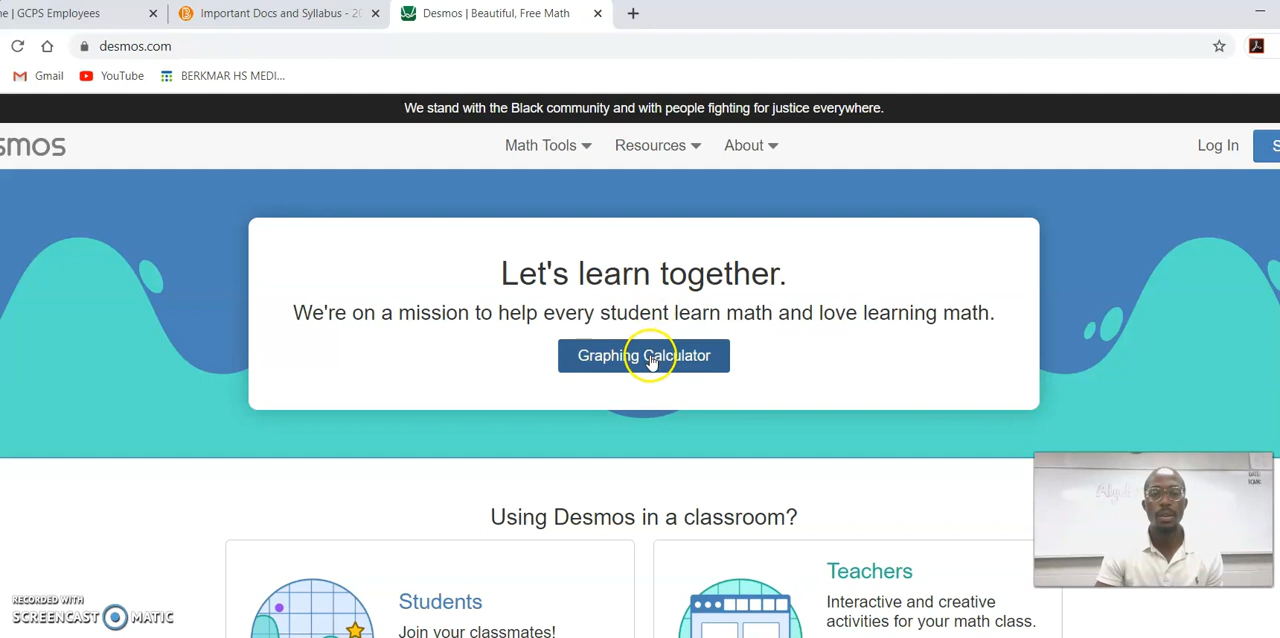 e | GCPS Employees
Important Docs and Syllabus - 20
Desmos | Beautiful, Free Math
desmos.com
Gmail
YouTube
BERKMAR HS MEDI...
We stand with the Black community and with people fighting for justice everywhere.
smos
Math Tools
Resources
About
Log In
S
Let's learn together.
We're on a mission to help every student learn math and love learning math.
Graphing Calculator
Using Desmos in a classroom?
Students
Join your classmates!
Teachers
Interactive and creative
activities for your math class.
RECORDED WITH
SCREENCAST MATIC